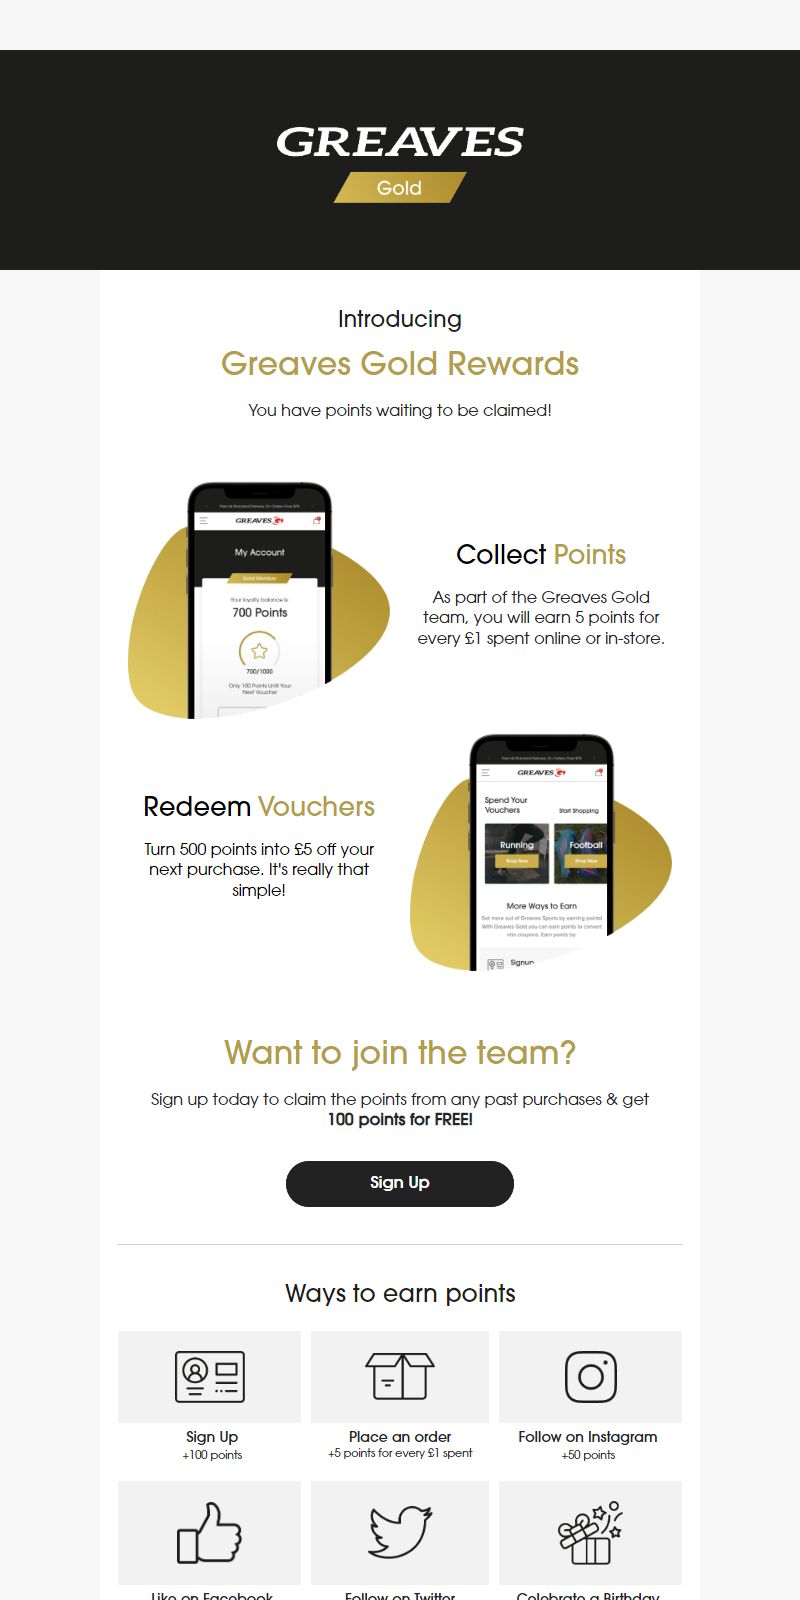 GREAVES
Gold
Introducing
Greaves Gold Rewards
You have points waiting to be claimed!
Free UK Standard Delivery On Orders Over £75
GREAVES
My Account
Gold Member
Your loyalty balance is
700 Points
700/1000
Only 100 Points Until Your
Next Voucher
Collect Points
As part of the Greaves Gold
team, you will earn 5 points for
every £1 spent online or in-store.
Redeem Vouchers
Turn 500 points into £5 off your
next purchase. It's really that
simple!
Free UK Standard Delivery On Orders Over £75
GREAVES
Spend Your
Vouchers
Start Shopping
Running
Football
Shop Now
Shop Now
More Ways to Earn
Get more out of Greaves Sports by earning points!
With Greaves Gold you can earn points to convert
into coupons. Earn points by:
Signup
Want to join the team?
Sign up today to claim the points from any past purchases & get
100 points for FREE!
Sign Up
Ways to earn points
Sign Up
+100 points
Place an order
+5 points for every £1 spent
Follow on Instagram
+50 points
Like on Facebook
Follow on Twitter
Celebrate a Birthday